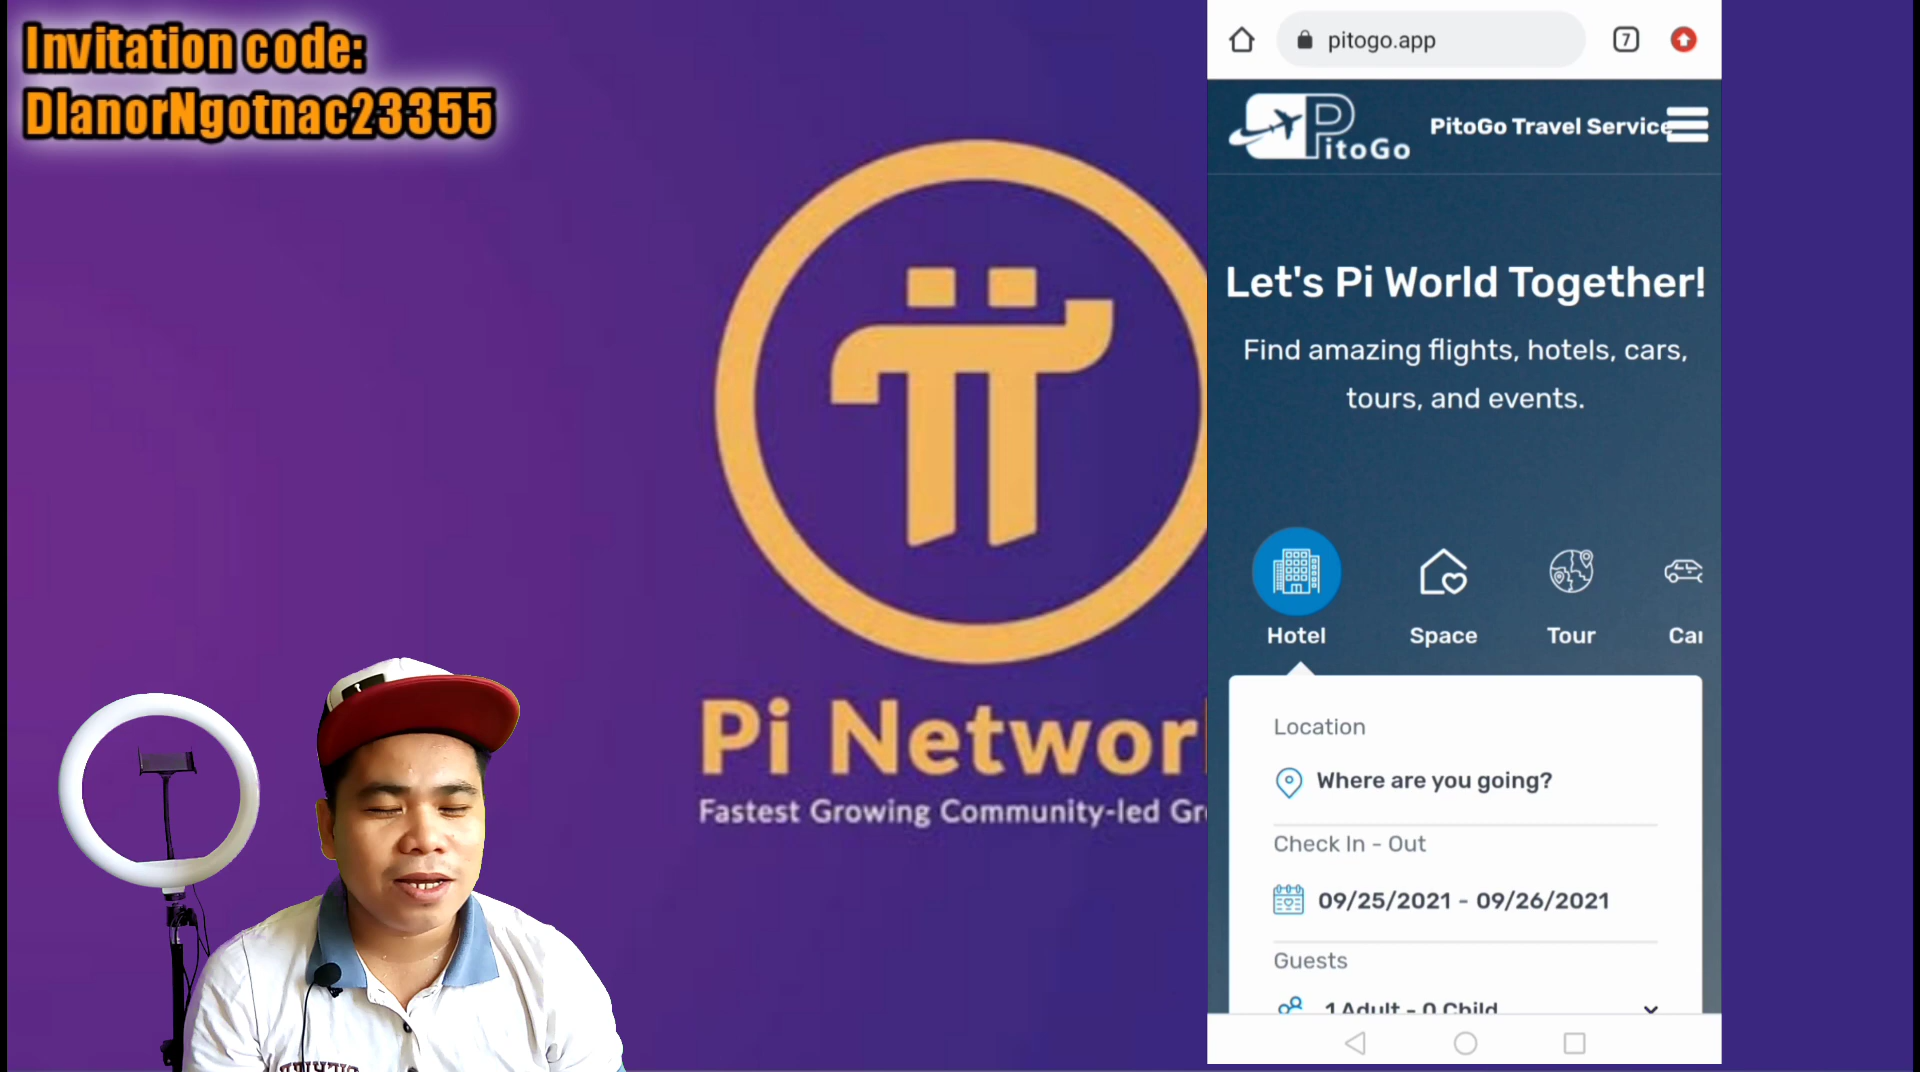 Invitation code:
DlanorNgotnac23355
Pi Networ
Fastest Growing Community-led Gr
pitogo.app
7
PitoGo
PitoGo Travel Service
Let's Pi World Together!
Find amazing flights, hotels, cars,
tours, and events.
Hotel Space Tour Car
Location
Where are you going?
Check In - Out
09/25/2021 - 09/26/2021
Guests
1 Adult - 0 Child